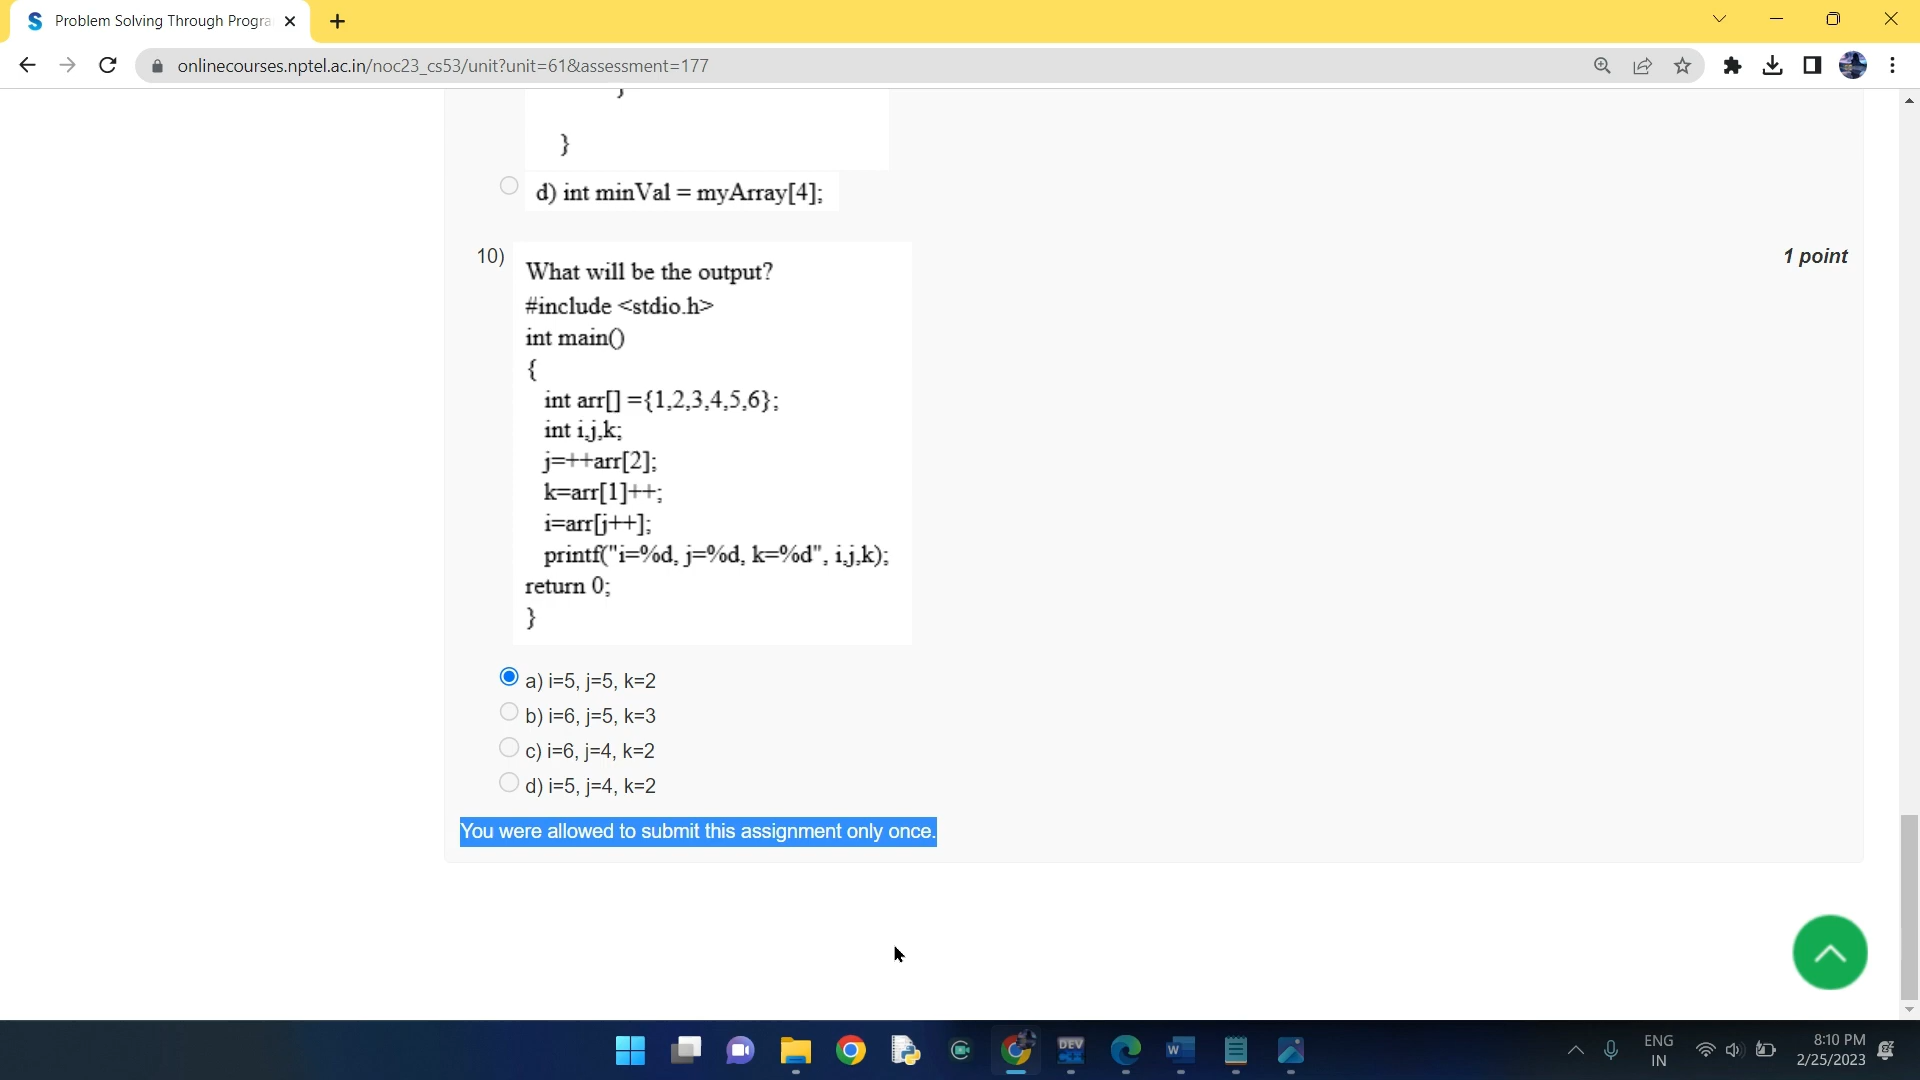 Problem Solving Through Progra
onlinecourses.nptel.ac.in/noc23_cs53/unit?unit=61&assessment=177
}
d) int minVal = myArray[4];
10)
1 point
What will be the output?
#include <stdio.h>
int main()
{
int arr[] ={1,2,3,4,5,6};
int i,j,k;
j=++arr[2];
k=arr[1]++;
i=arr[j++];
printf("i=%d, j=%d, k=%d", i,j,k);
return 0;
}
a) i=5, j=5, k=2
b) i=6, j=5, k=3
c) i=6, j=4, k=2
d) i=5, j=4, k=2
You were allowed to submit this assignment only once.
DEV
W
ENG
IN
8:10 PM
2/25/2023